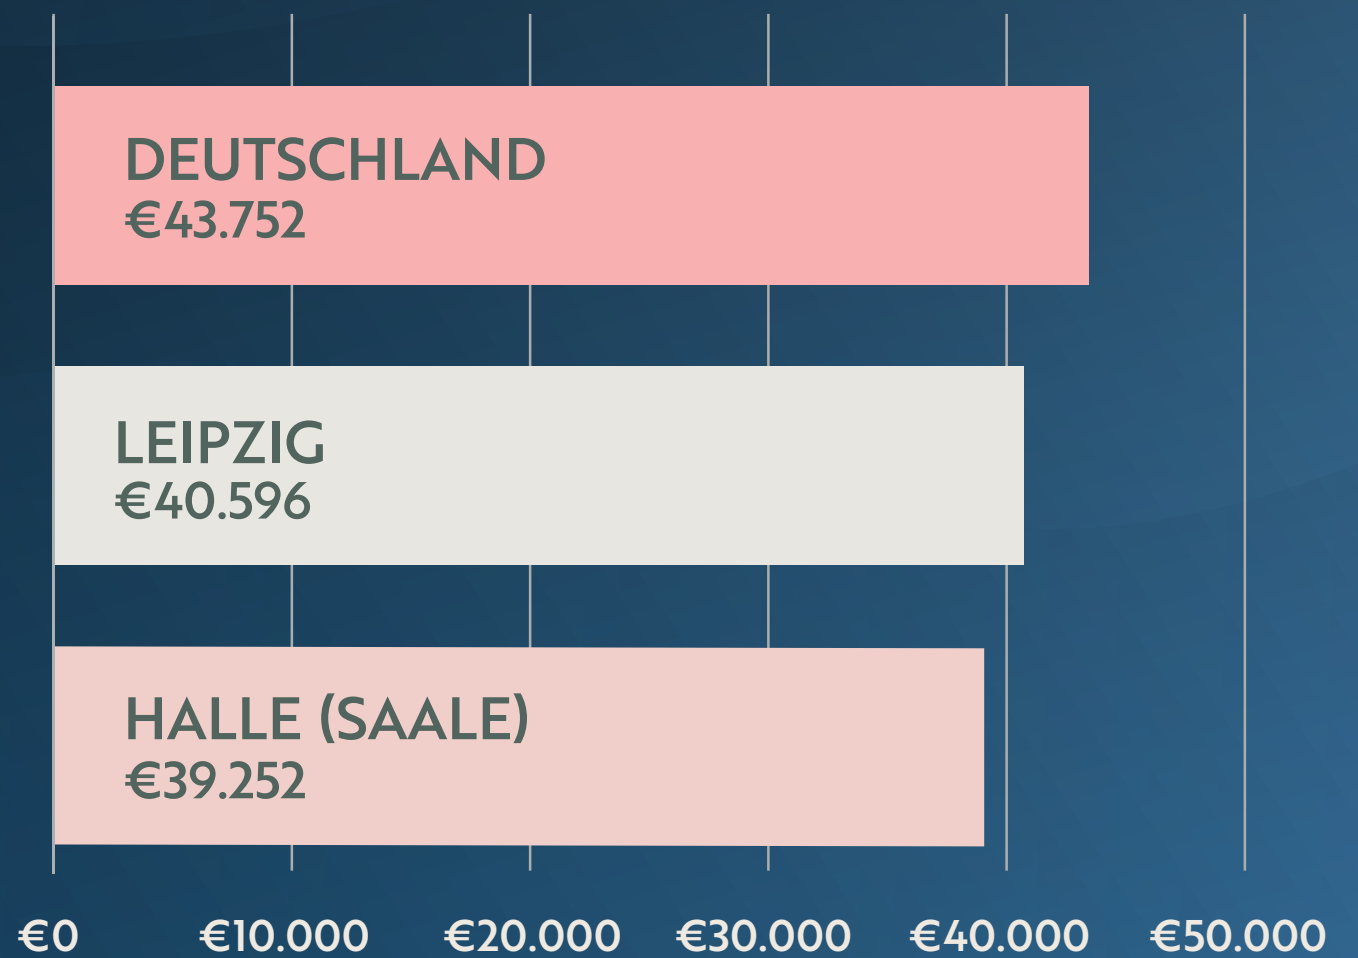 DEUTSCHLAND
€43.752
LEIPZIG
€40.596
HALLE (SAALE)
€39.252
€0 €10.000 €20.000 €30.000 €40.000 €50.000